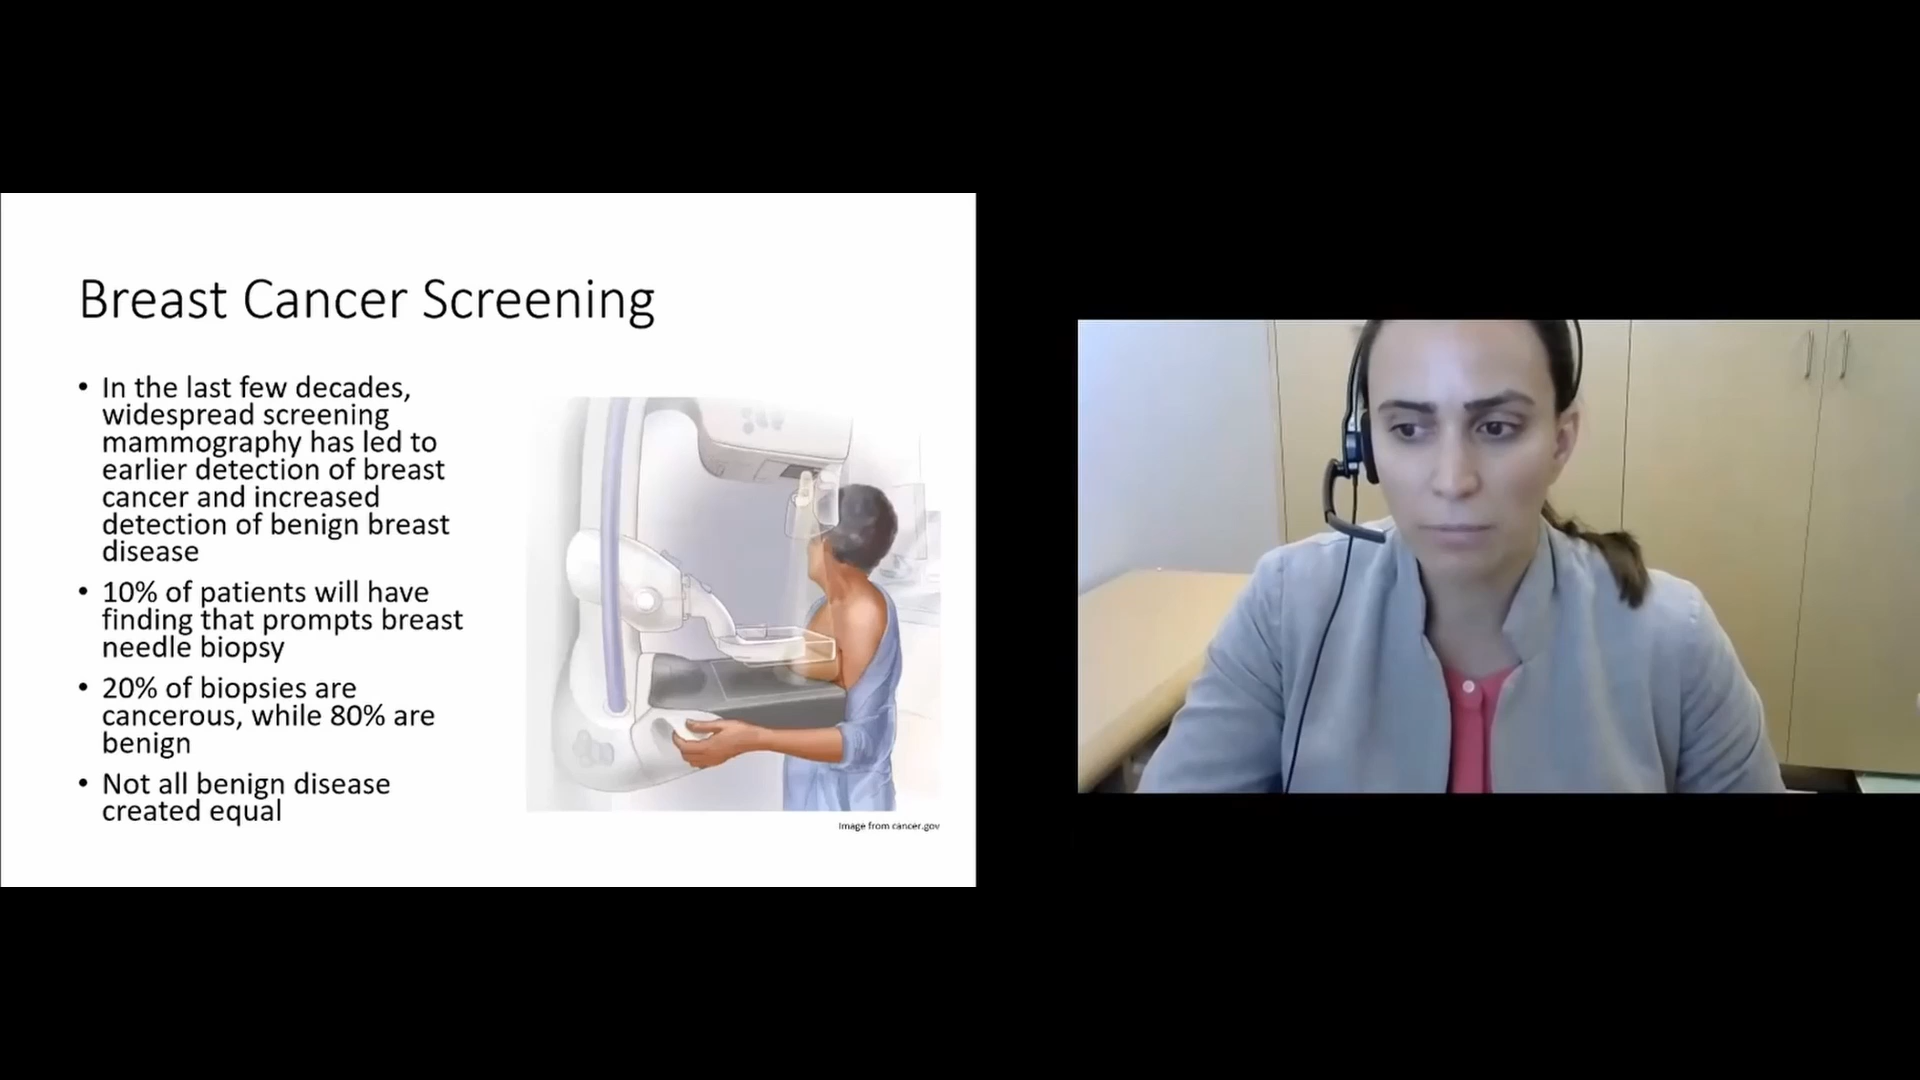 Breast Cancer Screening
• In the last few decades,
widespread screening
mammography has led to
earlier detection of breast
cancer and increased
detection of benign breast
disease
• 10% of patients will have
finding that prompts breast
needle biopsy
• 20% of biopsies are
cancerous, while 80% are
benign
• Not all benign disease
created equal
Image from cancer.gov